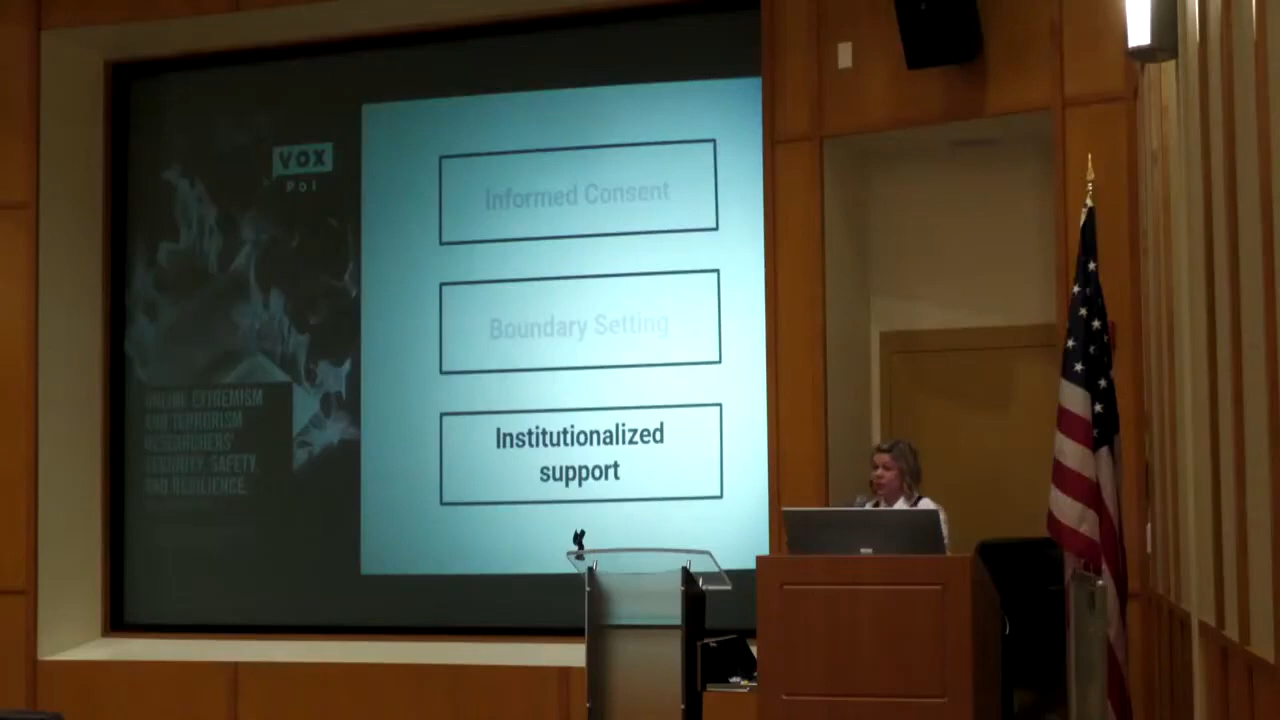 VOX
Pol
ONLINE EXTREMISM
AND TERRORISM
RESEARCHERS'
SECURITY, SAFETY,
AND RESILIENCE.
Informed Consent
Boundary Setting
Institutionalized
support